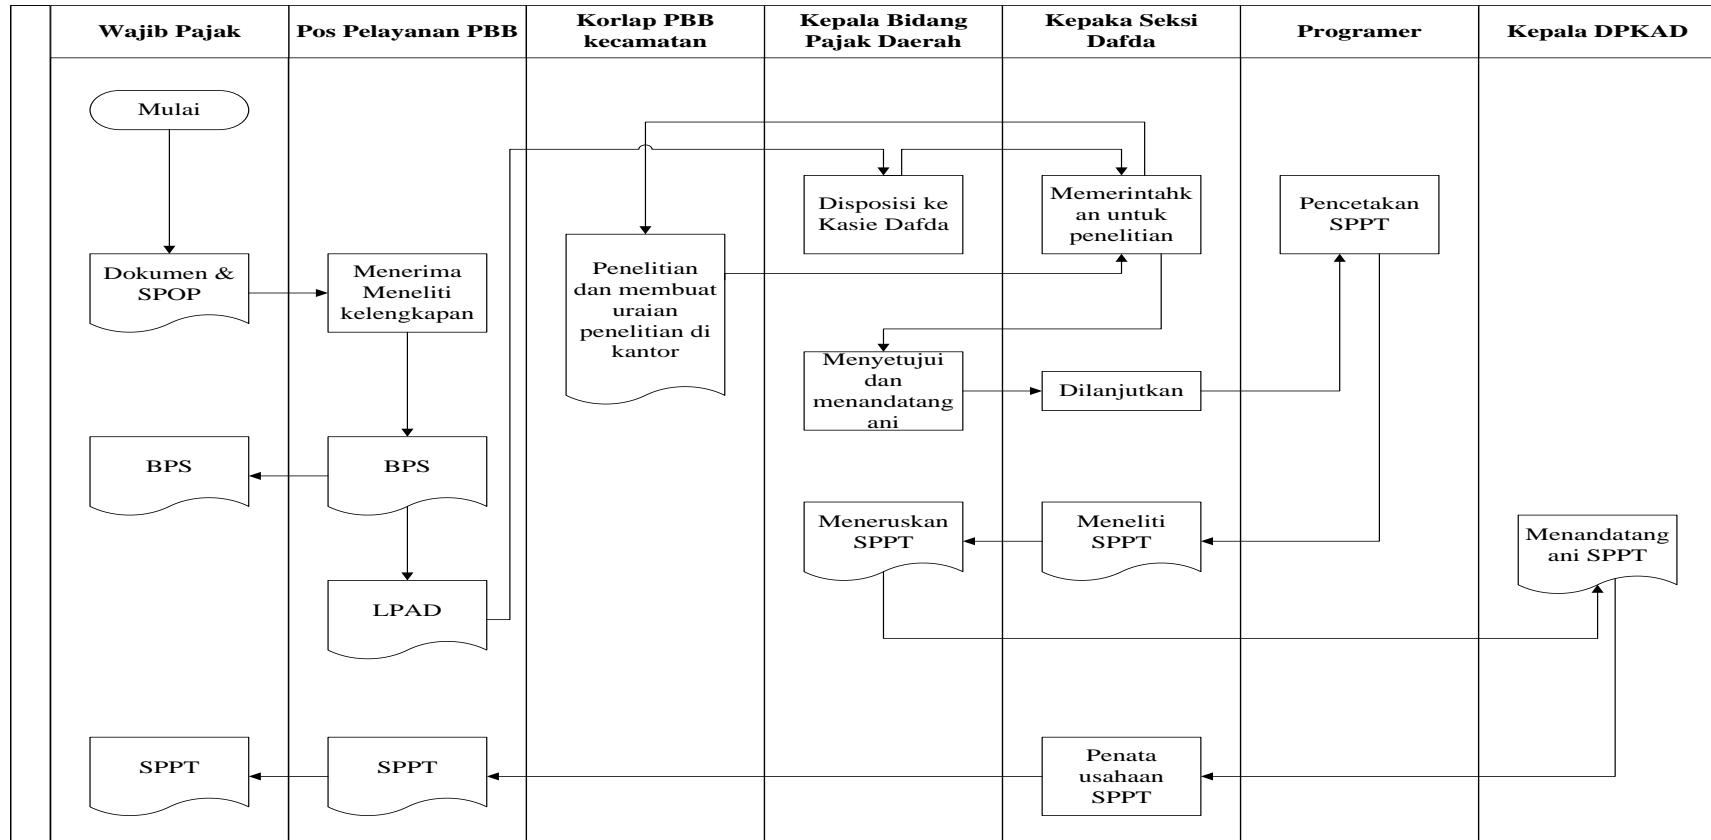 Wajib Pajak
Pos Pelayanan PBB
Korlap PBB
kecamatan
Kepala Bidang
Pajak Daerah
Kepaka Seksi
Dafda
Programer
Kepala DPKAD
Mulai
Disposisi ke
Kasie Dafda
Memerintahk
an untuk
penelitian
Pencetakan
SPPT
Dokumen &
SPOP
Menerima
Meneliti
kelengkapan
Penelitian
dan membuat
uraian
penelitian di
kantor
Menyetujui
dan
menandatang
ani
Dilanjutkan
BPS
BPS
Meneruskan
SPPT
Meneliti
SPPT
Menandatang
ani SPPT
LPAD
SPPT
SPPT
Penata
usahaan
SPPT